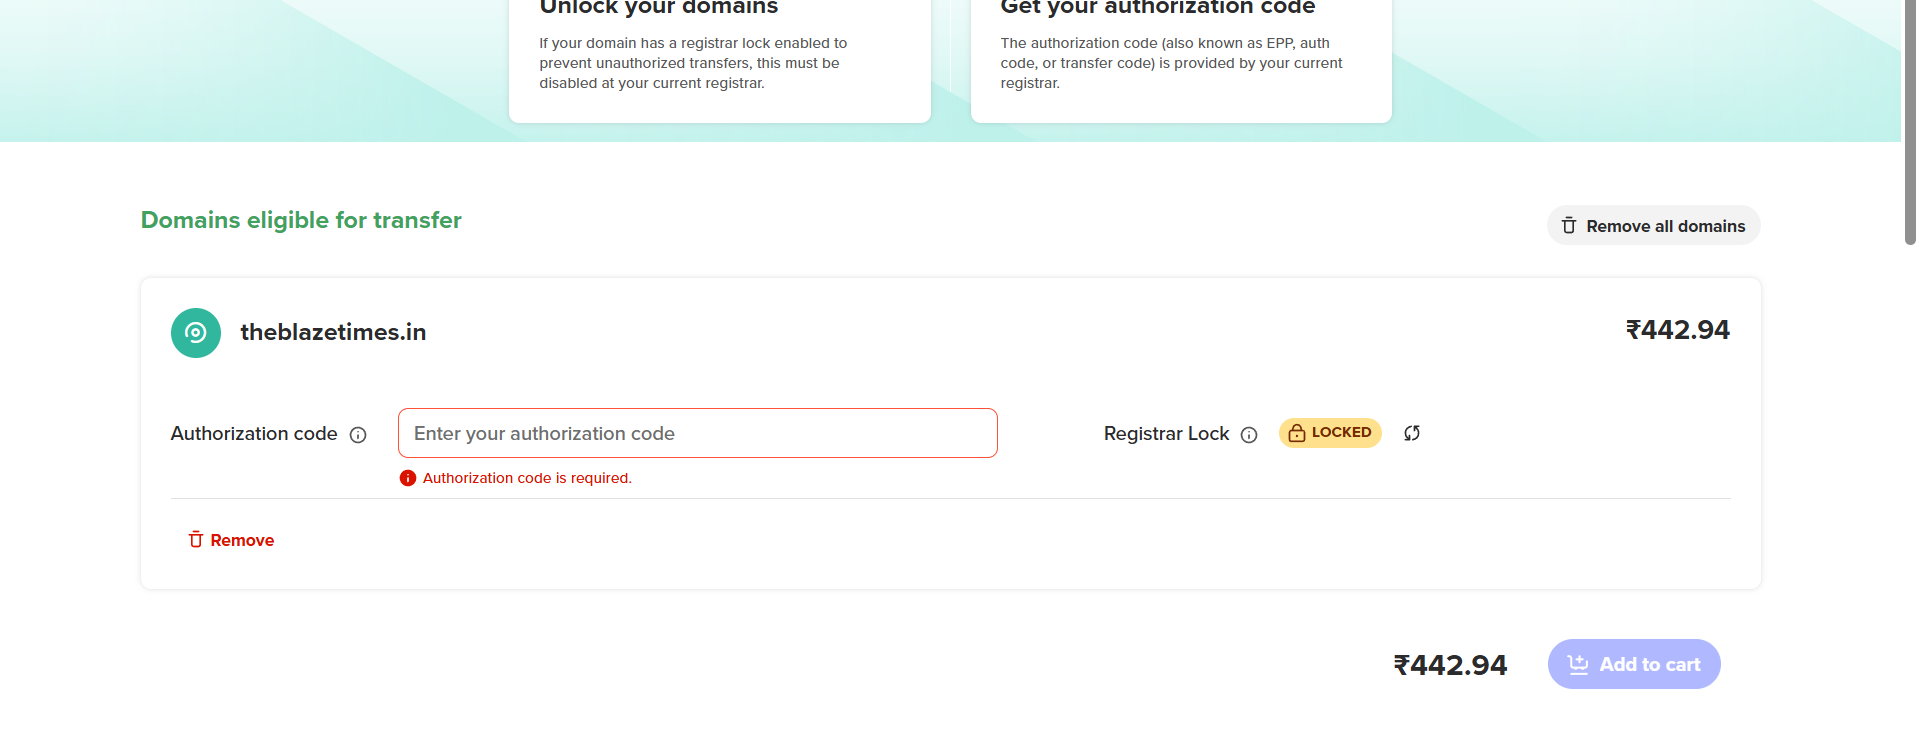 Unlock your domains
If your domain has a registrar lock enabled to
prevent unauthorized transfers, this must be
disabled at your current registrar.
Get your authorization code
The authorization code (also known as EPP, auth
code, or transfer code) is provided by your current
registrar.
Domains eligible for transfer
Remove all domains
theblazetimes.in
₹442.94
Authorization code
Enter your authorization code
Registrar Lock
LOCKED
Authorization code is required.
Remove
₹442.94
Add to cart